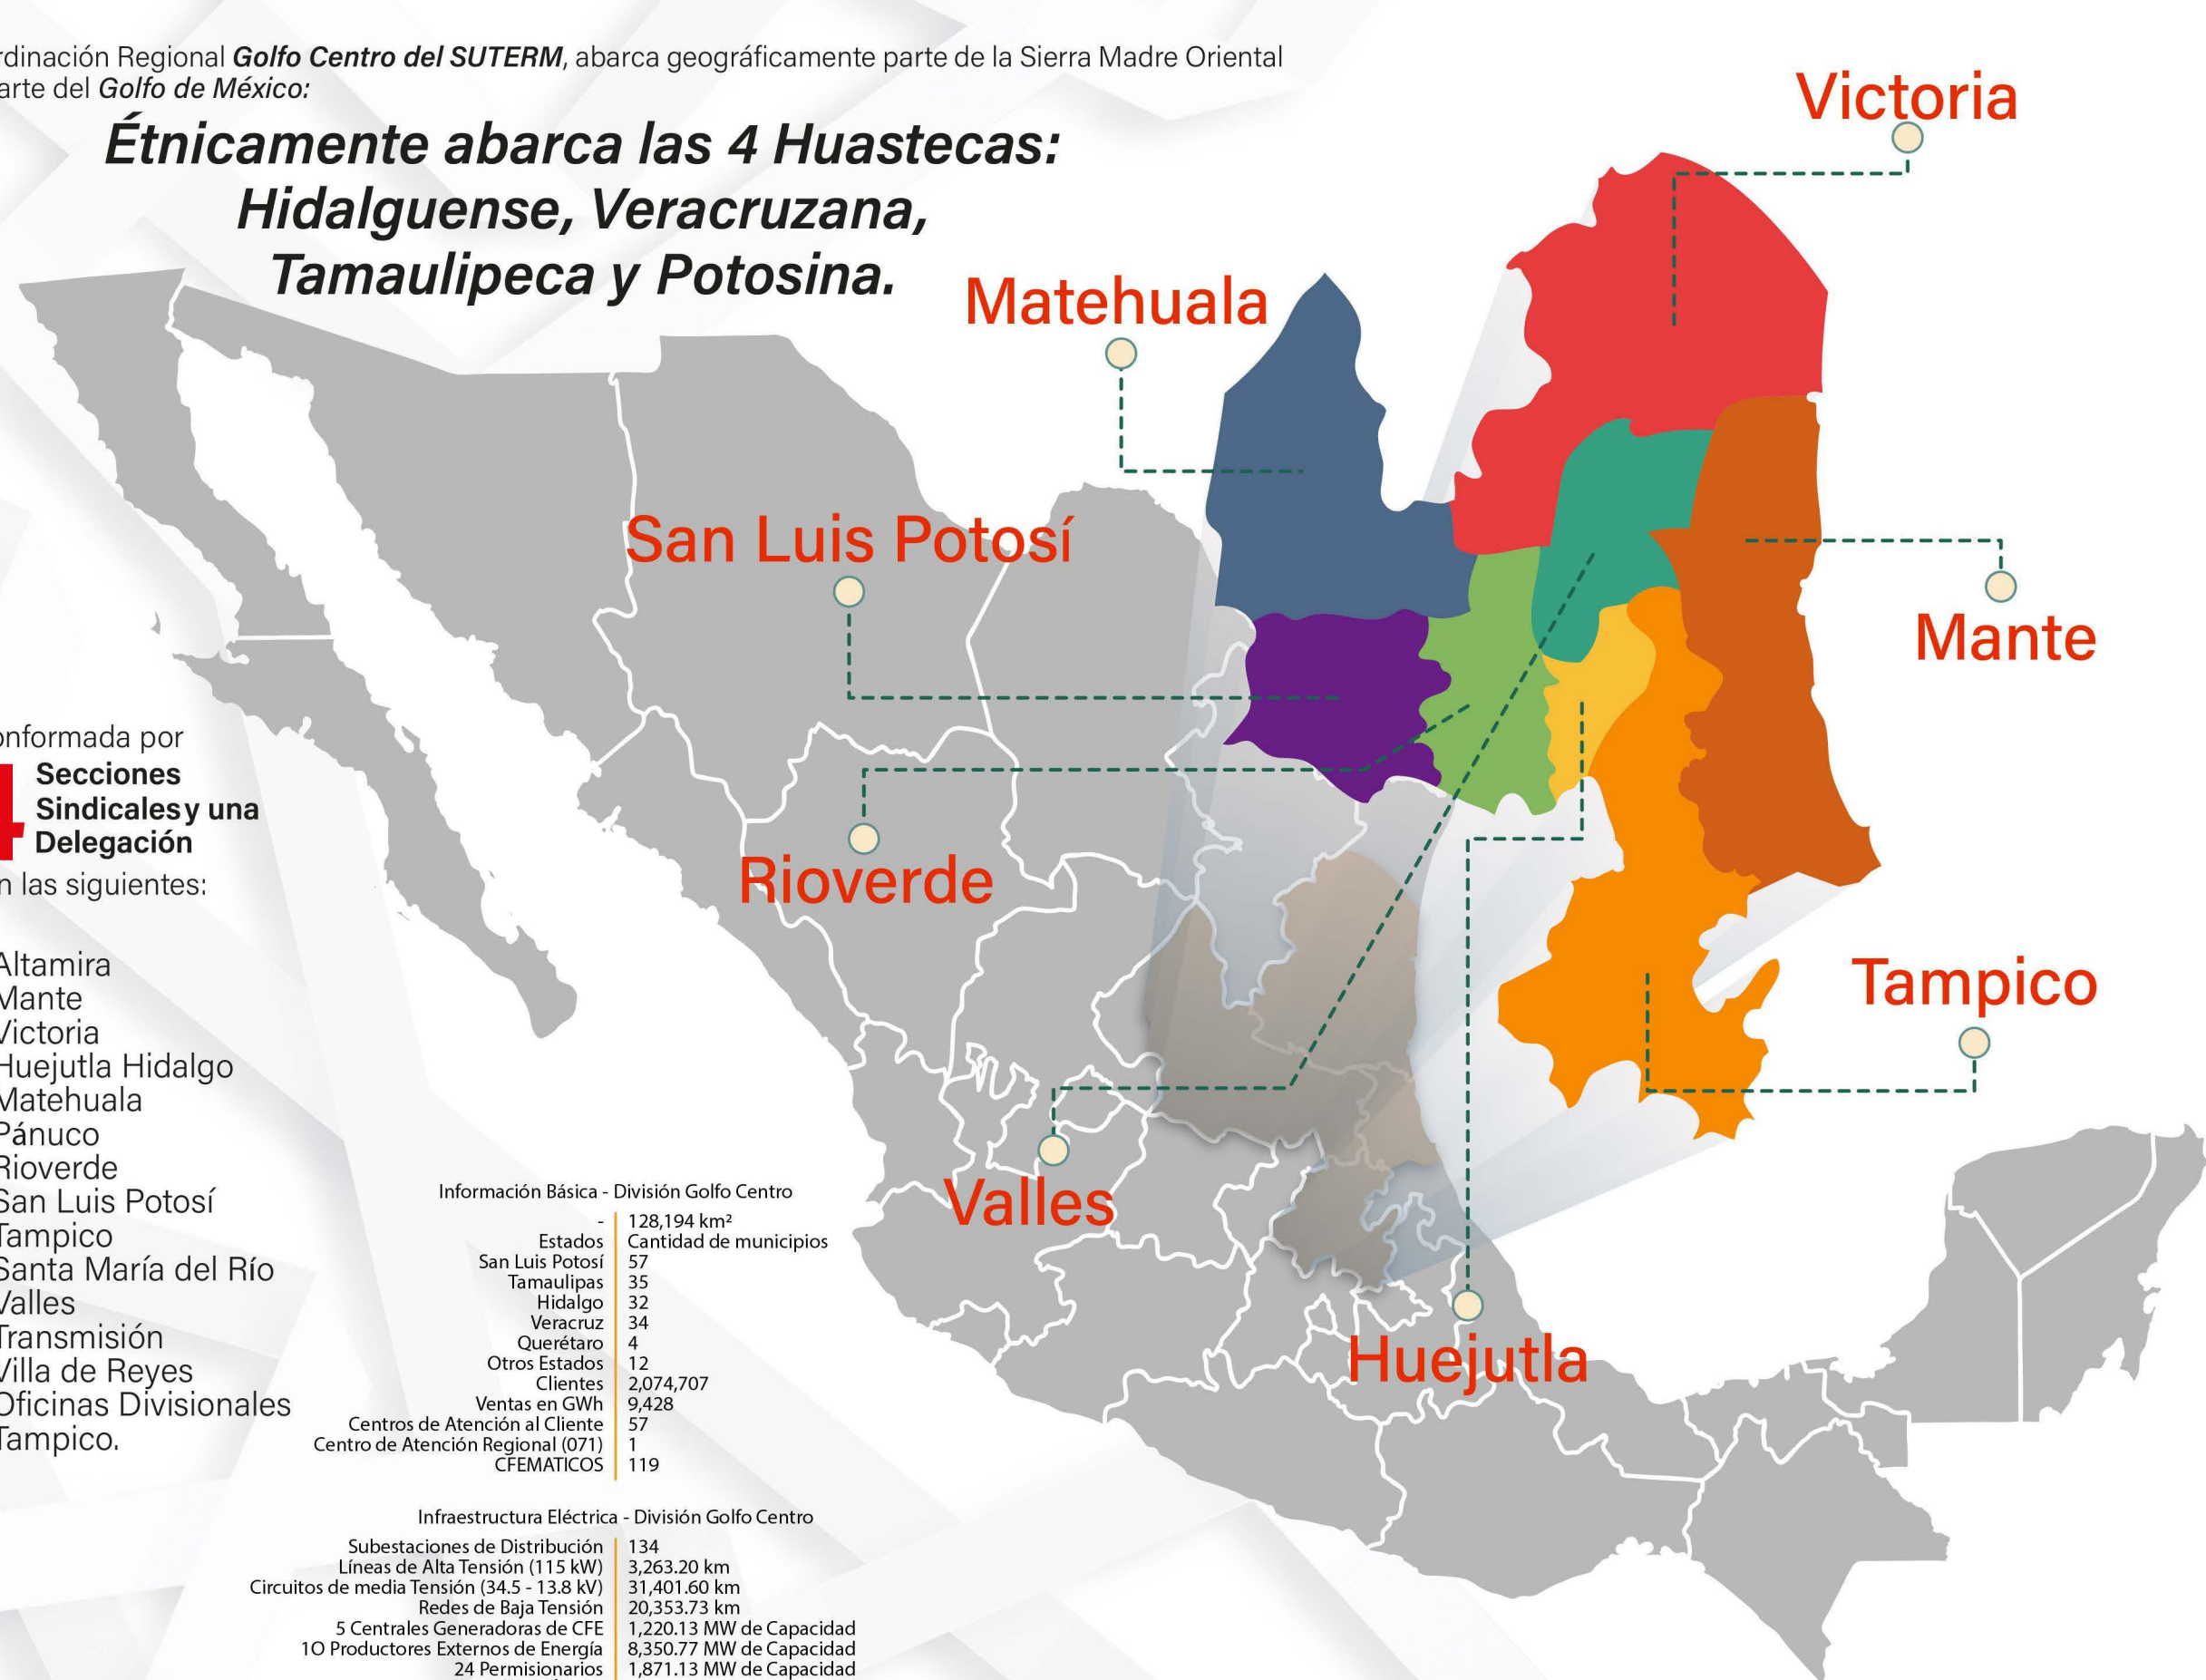 rdinación Regional Golfo Centro del SUTERM, abarca geográficamente parte de la Sierra Madre Oriental
arte del Golfo de México:
Étnicamente abarca las 4 Huastecas:
Hidalguense, Veracruzana,
Tamaulipeca y Potosina.
Victoria
Matehuala
San Luis Potosí
Mante
Rioverde
Tampico
Valles
Huejutla
onformada por
4 Secciones
Sindicales y una
Delegación
n las siguientes:
Altamira
Mante
Victoria
Huejutla Hidalgo
Matehuala
Pánuco
Rioverde
San Luis Potosí
Tampico
Santa María del Río
Valles
Transmisión
Villa de Reyes
Oficinas Divisionales
Tampico.
Información Básica - División Golfo Centro
- 128,194 km²
Estados Cantidad de municipios
San Luis Potosí 57
Tamaulipas 35
Hidalgo 32
Veracruz 34
Querétaro 4
Otros Estados 12
Clientes 2,074,707
Ventas en GWh 9,428
Centros de Atención al Cliente 57
Centro de Atención Regional (071) 1
CFEMATICOS 119
Infraestructura Eléctrica - División Golfo Centro
Subestaciones de Distribución 134
Líneas de Alta Tensión (115 kW) 3,263.20 km
Circuitos de media Tensión (34.5 - 13.8 kV) 31,401.60 km
Redes de Baja Tensión 20,353.73 km
5 Centrales Generadoras de CFE 1,220.13 MW de Capacidad
1O Productores Externos de Energía 8,350.77 MW de Capacidad
24 Permisionarios 1,871.13 MW de Capacidad